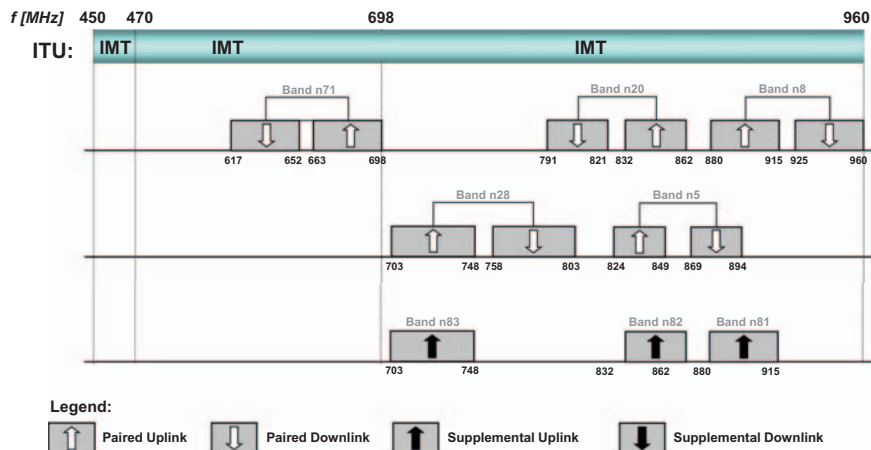 f [MHz] 450 470 698 960
ITU: IMT IMT IMT
Band n71 Band n20 Band n8
617 652 663 698 791 821 832 862 880 915 925 960
Band n28 Band n5
703 748 758 803 824 849 869 894
Band n83 Band n82 Band n81
703 748 832 862 880 915
Legend:
Paired Uplink Paired Downlink Supplemental Uplink Supplemental Downlink